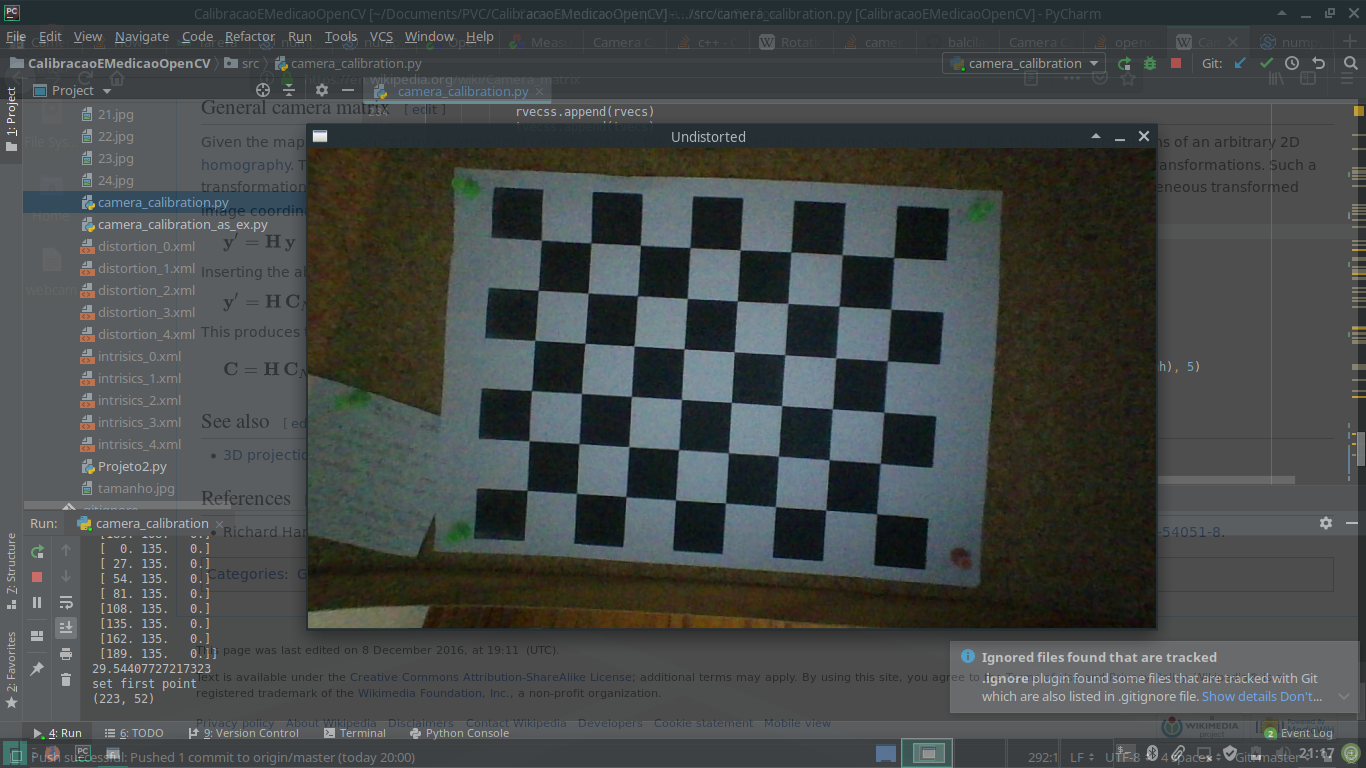 CalibracaoEMedicaoOpenCV [~/Documents/PVC/CalibracaoEMedicaoOpenCV] - .../src/camera_calibration.py [CalibracaoEMedicaoOpenCV] - PyCharm
File Edit View Navigate Code Refactor Run Tools VCS Window Help
CalibracaoEMedicaoOpenCV src camera_calibration.py camera_calibration Git:
Project camera_calibration.py
1: Project
General camera matrix [ edit ]
rvecss.append(rvecs)
21.jpg
22.jpg
23.jpg
24.jpg
camera_calibration.py
camera_calibration_as_ex.py
distortion_0.xml
distortion_1.xml
distortion_2.xml
distortion_3.xml
distortion_4.xml
intrisics_0.xml
intrisics_1.xml
intrisics_2.xml
intrisics_3.xml
intrisics_4.xml
Projeto2.py
tamanho.jpg
Undistorted
Given the map
ns of an arbitrary 2D
homography. T
ansformations. Such a
transformation
eneous transformed
image coordin
y′ = H y
Inserting the a
y′ = H C
This produces
C = H C
h), 5)
See also [ ed
• 3D projectio
References
• Richard Har
-54051-8.
Categories: G
Run: camera_calibration
[ 0. 135. 0.]
[ 27. 135. 0.]
[ 54. 135. 0.]
[ 81. 135. 0.]
[108. 135. 0.]
[135. 135. 0.]
[162. 135. 0.]
[189. 135. 0.]]
29.54407727217323
set first point
(223, 52)
Z: Structure
2: Favorites
This page was last edited on 8 December 2016, at 19:11 (UTC).
Text is available under the Creative Commons Attribution-ShareAlike License; additional terms may apply. By using this site, you agree to
registered trademark of the Wikimedia Foundation, Inc., a non-profit organization.
Privacy policy About Wikipedia Disclaimers Contact Wikipedia Developers Cookie statement Mobile view
Ignored files found that are tracked
.ignore plugin found some files that are tracked with Git
which are also listed in .gitignore file. Show details Don't...
WIKIMEDIA
project
4: Run 6: TODO 9: Version Control Terminal Python Console 2 Event Log
Push successful: Pushed 1 commit to origin/master (today 20:00) 292:1 LF UTF-8 4 spaces Git: master 21:17